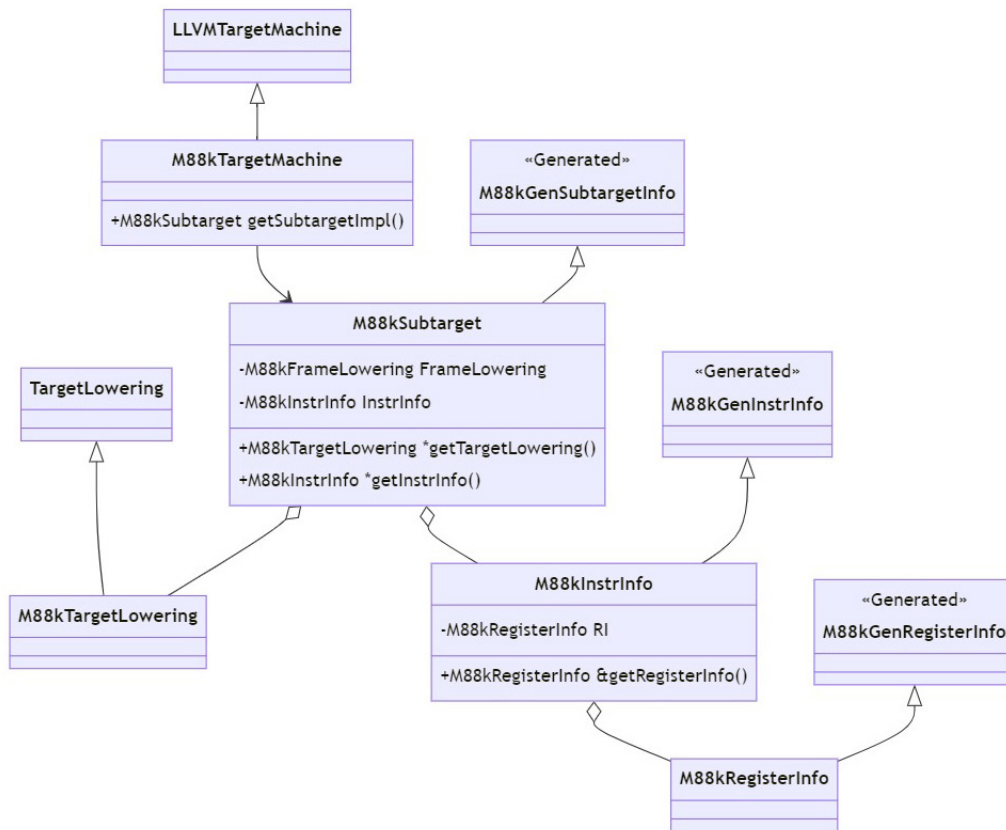 LLVMTargetMachine
M88kTargetMachine
+M88kSubtarget getSubtargetImpl()
«Generated»
M88kGenSubtargetInfo
M88kSubtarget
-M88kFrameLowering FrameLowering
-M88kInstrInfo InstrInfo
+M88kTargetLowering *getTargetLowering()
+M88kInstrInfo *getInstrInfo()
TargetLowering
«Generated»
M88kGenInstrInfo
M88kTargetLowering
M88kInstrInfo
-M88kRegisterInfo RI
+M88kRegisterInfo &getRegisterInfo()
«Generated»
M88kGenRegisterInfo
M88kRegisterInfo